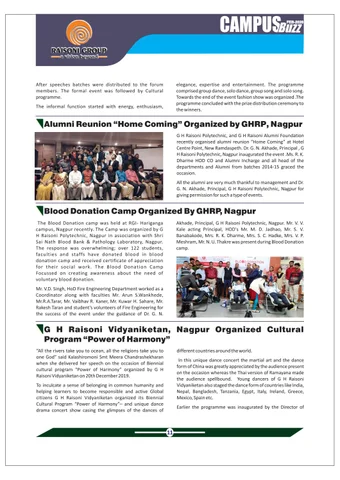 CAMPUS FEB-2020
BUZZ
RAISONI GROUP
a vision beyond
After speeches batches were distributed to the forum
members. The formal event was followed by Cultural
programme.
The informal function started with energy, enthusiasm,
elegance, expertise and entertainment. The programme
comprised group dance, solo dance, group song and solo song.
Towards the end of the event fashion show was organized .The
programme concluded with the prize distribution ceremony to
the winners.
Alumni Reunion “Home Coming” Organized by GHRP, Nagpur
G H Raisoni Polytechnic, and G H Raisoni Alumni Foundation
recently organised alumni reunion "Home Coming" at Hotel
Centre Point, New Ramdaspeth. Dr. G. N. Akhade, Principal , G
H Raisoni Polytechnic, Nagpur inaugurated the event .Mr. R. K.
Dharme HOD CO and Alumni Incharge and all head of the
departments and Alumni from batches 2014-15 graced the
occasion.
All the alumni are very much thankful to management and Dr.
G. N. Akhade, Principal, G H Raisoni Polytechnic, Nagpur for
giving permission for such a type of events.
Blood Donation Camp Organized By GHRP, Nagpur
The Blood Donation camp was held at RGI- Hariganga
campus, Nagpur recently. The Camp was organized by G
H Raisoni Polytechnic, Nagpur in association with Shri
Sai Nath Blood Bank & Pathology Laboratory, Nagpur.
The response was overwhelming; over 122 students,
faculties and staffs have donated blood in blood
donation camp and received certificate of appreciation
for their social work. The Blood Donation Camp
Focussed on creating awareness about the need of
voluntary blood donation.
Mr. V.D. Singh, HoD Fire Engineering Department worked as a
Coordinator along with faculties Mr. Arun S.Wankhede,
Mr.R.A.Tarar, Mr. Vaibhav R. Kaiser, Mr. Kuwar H. Sahare, Mr.
Rakesh Taran and student's volunteers of Fire Engineering for
the success of the event under the guidance of Dr. G. N.
Akhade, Principal, G H Raisoni Polytechnic, Nagpur. Mr. V. V.
Kale acting Principal, HOD's Mr. M. D. Jadhao, Mr. S. V.
Banabakode, Mrs. R. K. Dharme, Mrs. S. C. Hadke, Mrs. V. P.
Meshram, Mr. N. U. Thakre was present during Blood Donation
camp.
G H Raisoni Vidyaniketan, Nagpur Organized Cultural
Program “Power of Harmony”
"All the rivers take you to ocean, all the religions take you to
one God" said Kalashiromoni Smt Meera Chandrashekharan
when she delivered her speech on the occasion of Biennial
cultural program "Power of Harmony" organized by G H
Raisoni Vidyaniketan on 20th December 2019.
To inculcate a sense of belonging in common humanity and
helping learners to become responsible and active Global
citizens G H Raisoni Vidyaniketan organized its Biennial
Cultural Program "Power of Harmony"– and unique dance
drama concert show casing the glimpses of the dances of
different countries around the world.
In this unique dance concert the martial art and the dance
form of China was greatly appreciated by the audience present
on the occasion whereas the Thai version of Ramayana made
the audience spellbound. Young dancers of G H Raisoni
Vidyaniketan also staged the dance form of countries like India,
Nepal, Bangladesh, Tanzania, Egypt, Italy, Ireland, Greece,
Mexico, Spain etc.
Earlier the programme was inaugurated by the Director of